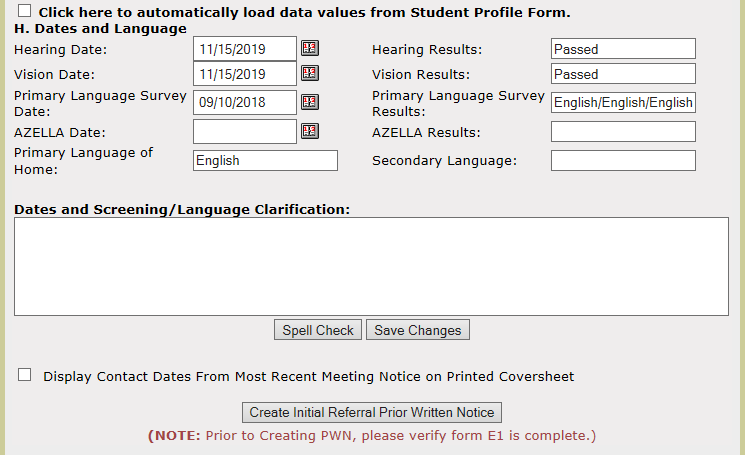 Click here to automatically load data values from Student Profile Form.
H. Dates and Language
Hearing Date: 11/15/2019 Hearing Results: Passed
Vision Date: 11/15/2019 Vision Results: Passed
Primary Language Survey Date: 09/10/2018 Primary Language Survey Results: English/English/English
AZELLA Date: AZELLA Results:
Primary Language of Home: English Secondary Language:
Dates and Screening/Language Clarification:
Spell Check Save Changes
Display Contact Dates From Most Recent Meeting Notice on Printed Coversheet
Create Initial Referral Prior Written Notice
(NOTE: Prior to Creating PWN, please verify form E1 is complete.)